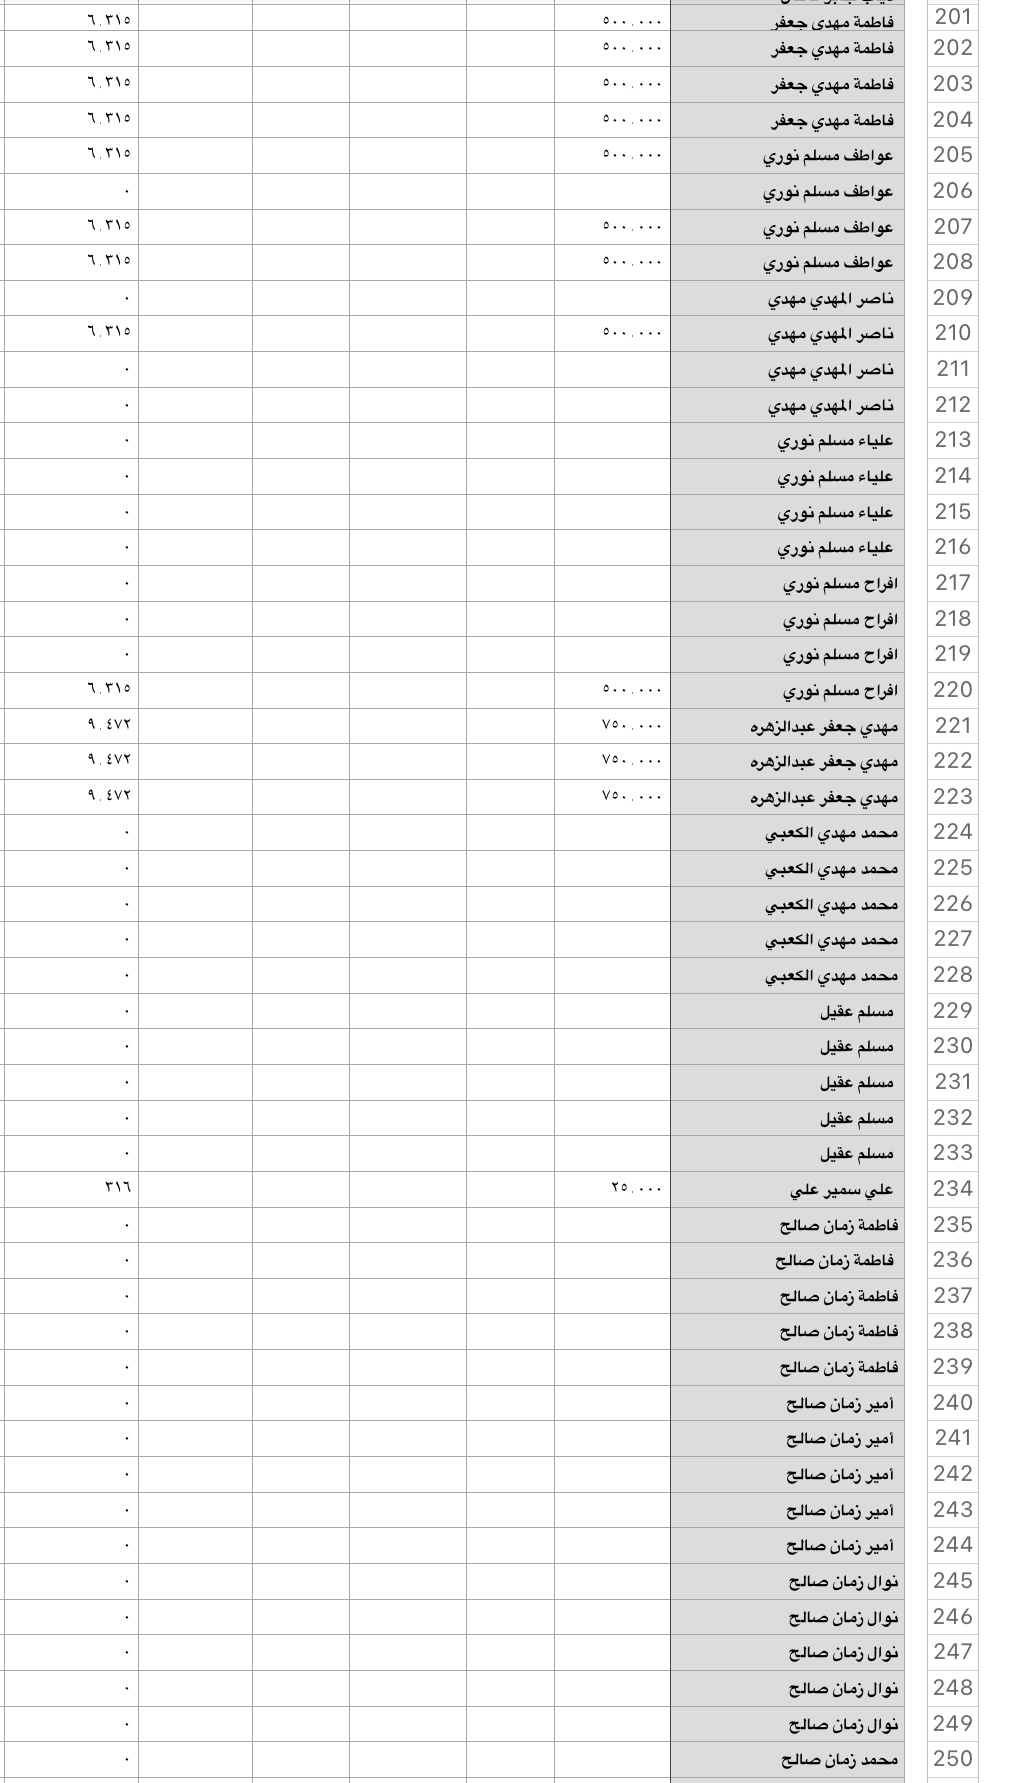 201 فاطمة مهدي جعفر ٥٠٠٬٠٠٠ ٦٬٣١٥
202 فاطمة مهدي جعفر ٥٠٠٬٠٠٠ ٦٬٣١٥
203 فاطمة مهدي جعفر ٥٠٠٬٠٠٠ ٦٬٣١٥
204 فاطمة مهدي جعفر ٥٠٠٬٠٠٠ ٦٬٣١٥
205 عواطف مسلم نوري ٥٠٠٬٠٠٠ ٦٬٣١٥
206 عواطف مسلم نوري ٠
207 عواطف مسلم نوري ٥٠٠٬٠٠٠ ٦٬٣١٥
208 عواطف مسلم نوري ٥٠٠٬٠٠٠ ٦٬٣١٥
209 ناصر المهدي مهدي ٠
210 ناصر المهدي مهدي ٥٠٠٬٠٠٠ ٦٬٣١٥
211 ناصر المهدي مهدي ٠
212 ناصر المهدي مهدي ٠
213 علياء مسلم نوري ٠
214 علياء مسلم نوري ٠
215 علياء مسلم نوري ٠
216 علياء مسلم نوري ٠
217 افراح مسلم نوري ٠
218 افراح مسلم نوري ٠
219 افراح مسلم نوري ٠
220 افراح مسلم نوري ٥٠٠٬٠٠٠ ٦٬٣١٥
221 مهدي جعفر عبدالزهره ٧٥٠٬٠٠٠ ٩٬٤٧٢
222 مهدي جعفر عبدالزهره ٧٥٠٬٠٠٠ ٩٬٤٧٢
223 مهدي جعفر عبدالزهره ٧٥٠٬٠٠٠ ٩٬٤٧٢
224 محمد مهدي الكعبي ٠
225 محمد مهدي الكعبي ٠
226 محمد مهدي الكعبي ٠
227 محمد مهدي الكعبي ٠
228 محمد مهدي الكعبي ٠
229 مسلم عقيل ٠
230 مسلم عقيل ٠
231 مسلم عقيل ٠
232 مسلم عقيل ٠
233 مسلم عقيل ٠
234 علي سمير علي ٢٥٬٠٠٠ ٣١٦
235 فاطمة زمان صالح ٠
236 فاطمة زمان صالح ٠
237 فاطمة زمان صالح ٠
238 فاطمة زمان صالح ٠
239 فاطمة زمان صالح ٠
240 أمير زمان صالح ٠
241 أمير زمان صالح ٠
242 أمير زمان صالح ٠
243 أمير زمان صالح ٠
244 أمير زمان صالح ٠
245 نوال زمان صالح ٠
246 نوال زمان صالح ٠
247 نوال زمان صالح ٠
248 نوال زمان صالح ٠
249 نوال زمان صالح ٠
250 محمد زمان صالح ٠